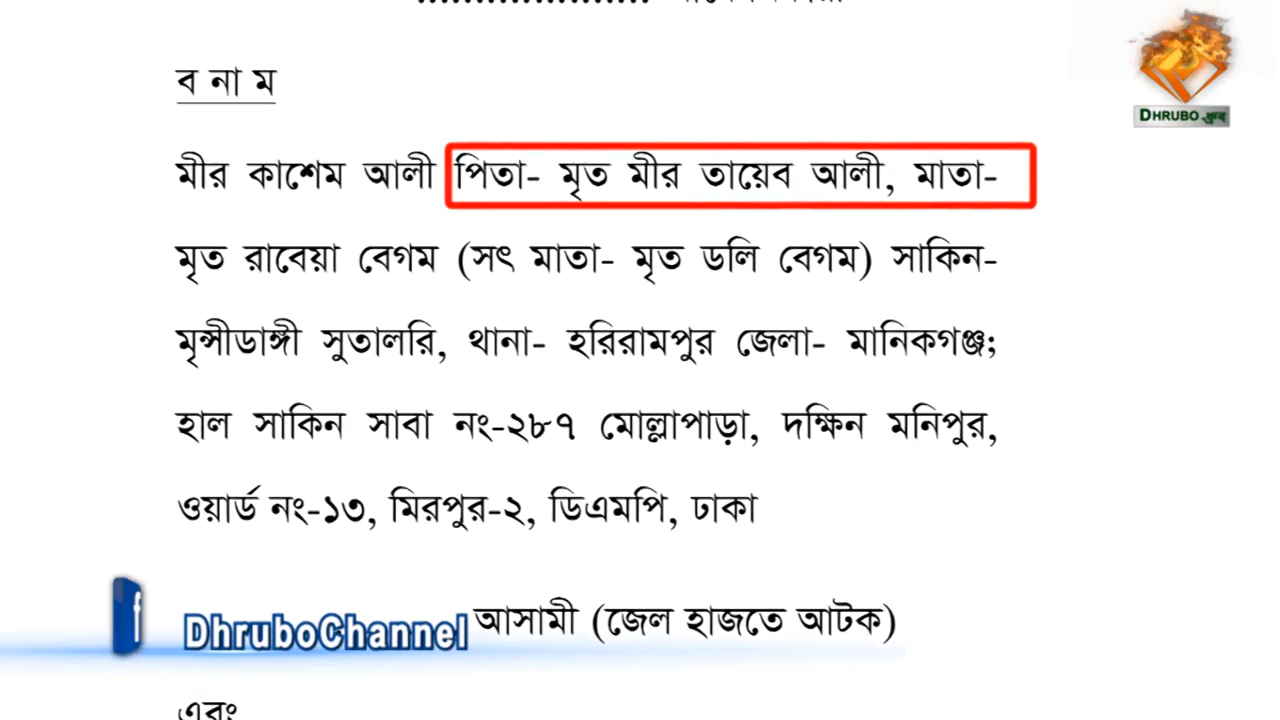 ব না ম
DHRUBO ধ্রুব
মীর কাশেম আলী পিতা- মৃত মীর তায়েব আলী, মাতা-
মৃত রাবেয়া বেগম (সৎ মাতা- মৃত ডলি বেগম) সাকিন-
মৃন্সীডাঙ্গী সুতালরি, থানা- হরিরামপুর জেলা- মানিকগঞ্জ;
হাল সাকিন সাবা নং-২৮৭ মোল্লাপাড়া, দক্ষিন মনিপুর,
ওয়ার্ড নং-১৩, মিরপুর-২, ডিএমপি, ঢাকা
f DhruboChannel আসামী (জেল হাজতে আটক)
এবং